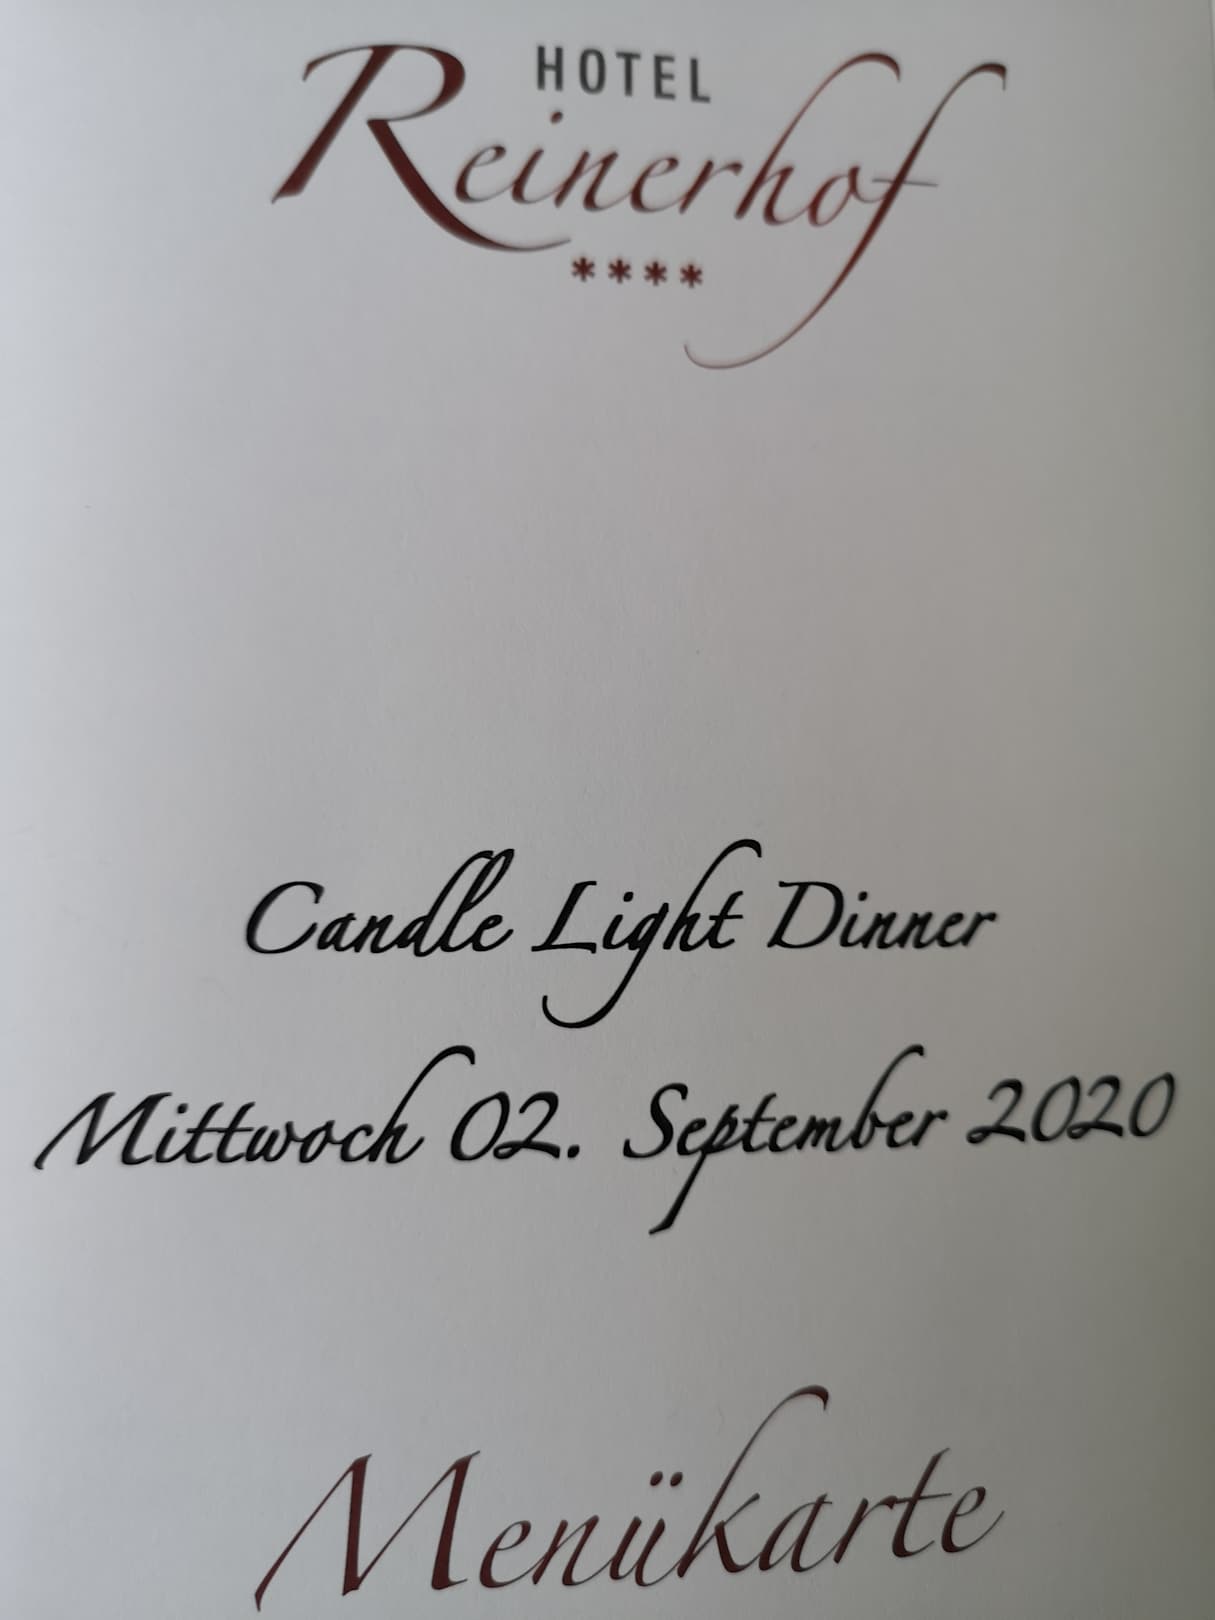 HOTEL
Reinerhof
****
Candle Light Dinner
Mittwoch 02. September 2020
Menükarte